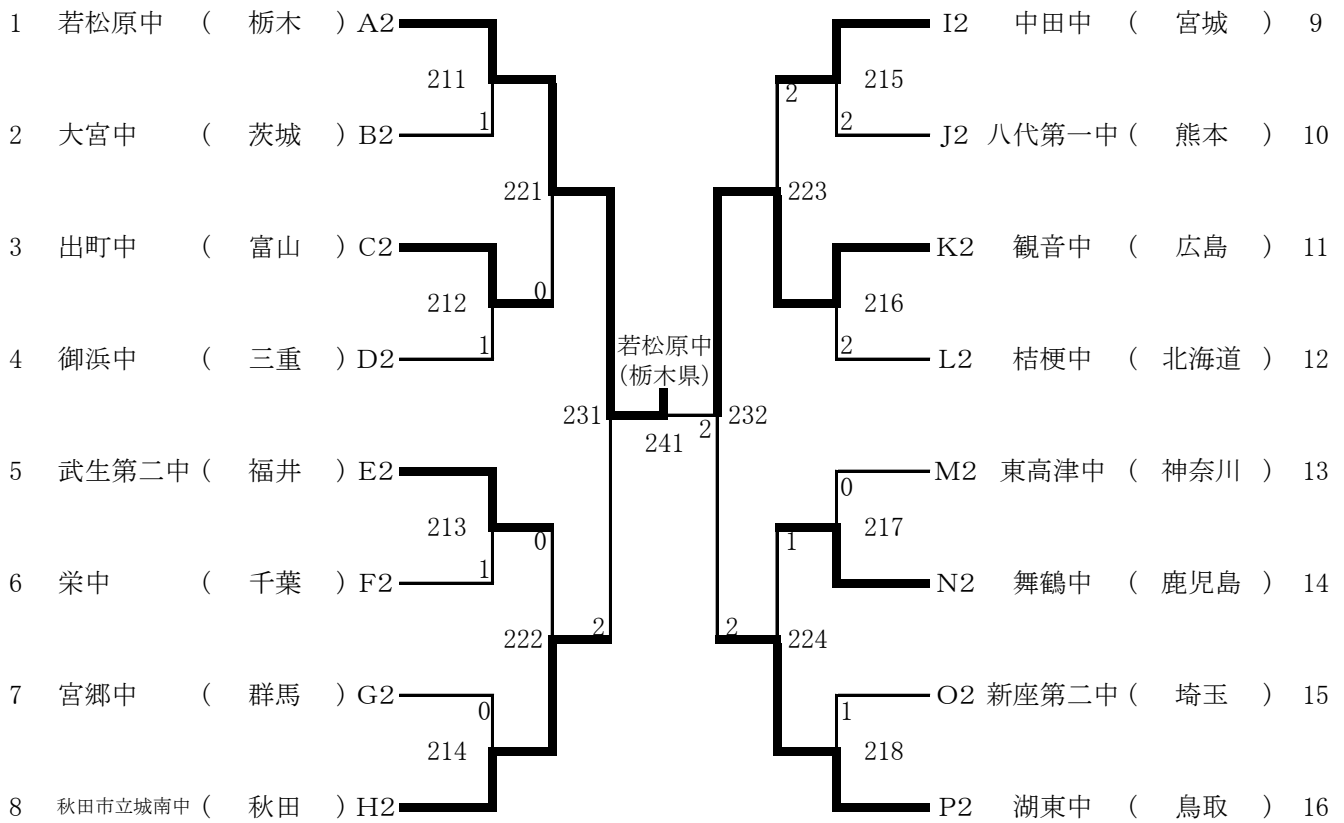 1 若松原中 ( 栃木 ) A2
I2 中田中 ( 宮城 ) 9
211
2
215
1
2
2 大宮中 ( 茨城 ) B2
J2 八代第一中 ( 熊本 ) 10
221
223
3 出町中 ( 富山 ) C2
K2 観音中 ( 広島 ) 11
212
0
216
1
2
4 御浜中 ( 三重 ) D2
L2 桔梗中 ( 北海道 ) 12
若松原中
(栃木県)
231
241
2
232
5 武生第二中 ( 福井 ) E2
M2 東高津中 ( 神奈川 ) 13
0
213
0
1
217
1
6 栄中 ( 千葉 ) F2
N2 舞鶴中 ( 鹿児島 ) 14
222
2
2
224
7 宮郷中 ( 群馬 ) G2
O2 新座第二中 ( 埼玉 ) 15
0
1
214
218
8 秋田市立城南中 ( 秋田 ) H2
P2 湖東中 ( 鳥取 ) 16